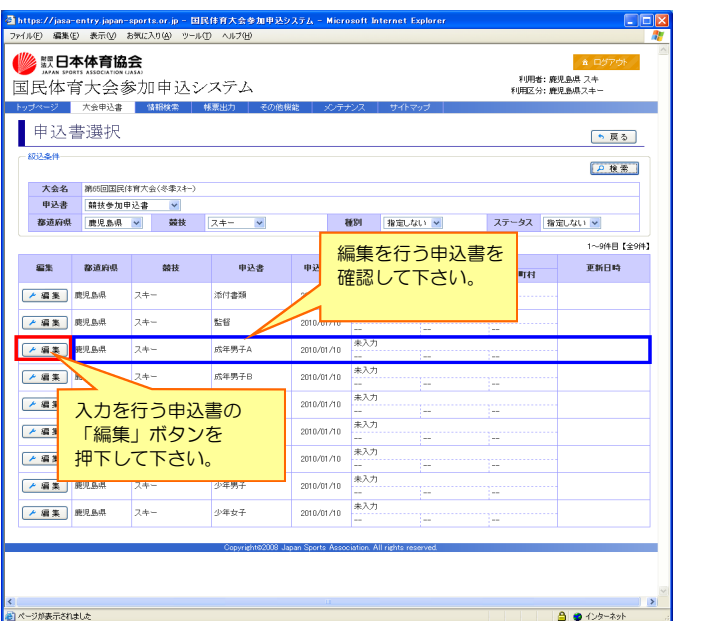 https://jasa-entry.japan-sports.or.jp - 国民体育大会参加申込システム - Microsoft Internet Explorer
ファイル(F) 編集(E) 表示(V) お気に入り(A) ツール(T) ヘルプ(H)
財団法人 日本体育協会
JAPAN SPORTS ASSOCIATION (JASA)
ログアウト
国民体育大会参加申込システム
利用者: 鹿児島県 スキー
利用区分: 鹿児島県スキー
トップページ 大会申込書 情報検索 帳票出力 その他機能 メンテナンス サイトマップ
申込書選択
戻る
絞込条件
検索
大会名 第65回国民体育大会(冬季スキー)
申込書 競技参加申込書
都道府県 鹿児島県 競技 スキー 種別 指定しない ステータス 指定しない
1～9件目【全9件】
編集 都道府県 競技 申込書 更新日時
町村
編集 鹿児島県 スキー 添付書類
編集 鹿児島県 スキー 監督 2010/01/10 -- -- --
編集 鹿児島県 スキー 成年男子A 2010/01/10 未入力 -- -- --
編集 スキー 成年男子B 2010/01/10 未入力 -- -- --
2010/01/10 未入力 -- -- --
2010/01/10 未入力 -- -- --
2010/01/10 未入力 -- -- --
編集 鹿児島県 スキー 少年男子 2010/01/10 未入力 -- -- --
編集 鹿児島県 スキー 少年女子 2010/01/10 未入力 -- -- --
編集を行う申込書を
確認して下さい。
入力を行う申込書の
「編集」ボタンを
押下して下さい。
Copyright©2008 Japan Sports Association. All rights reserved.
ページが表示されました インターネット